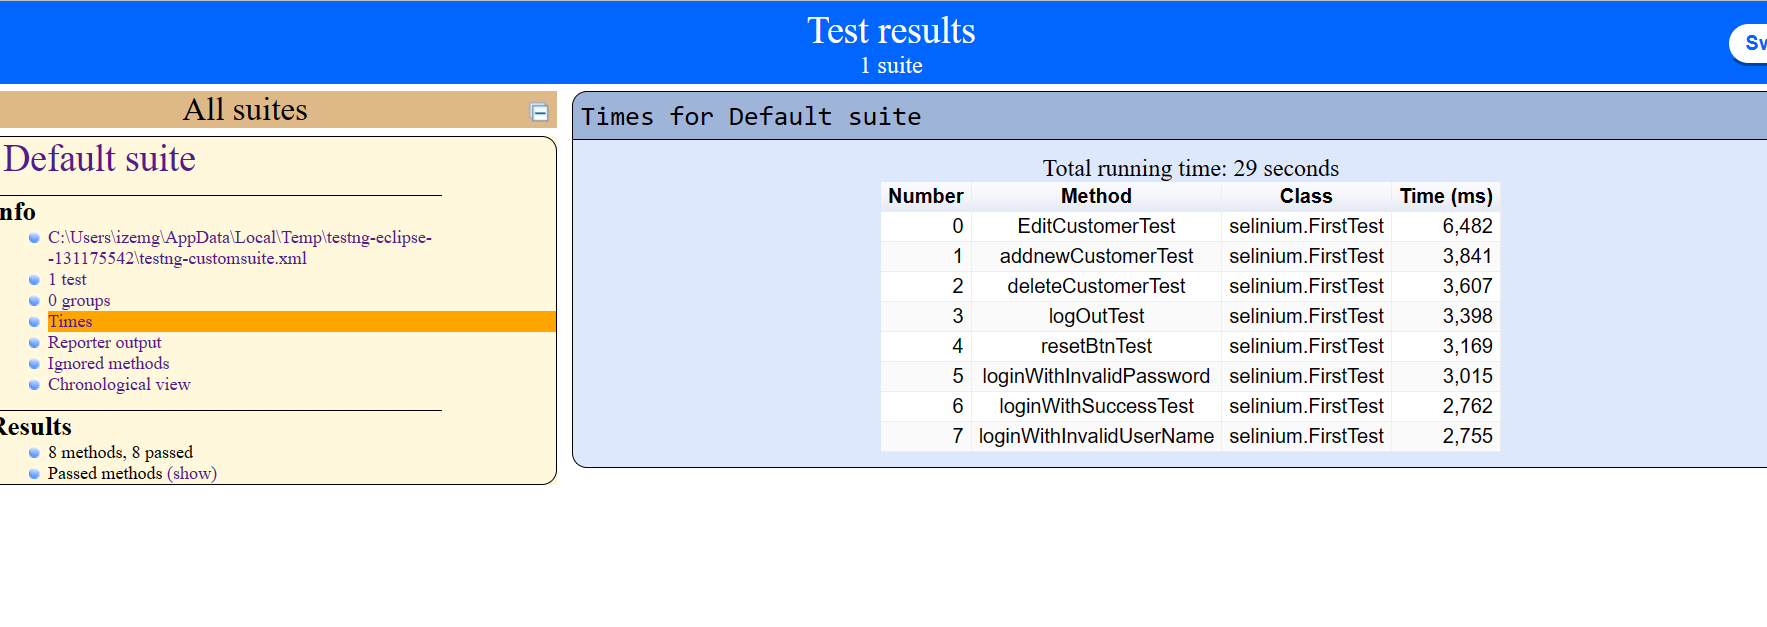 Test results
1 suite
Sw
All suites
Default suite
nfo
C:\Users\izemg\AppData\Local\Temp\testng-eclipse-
-131175542\testng-customsuite.xml
1 test
0 groups
Times
Reporter output
Ignored methods
Chronological view
Results
8 methods, 8 passed
Passed methods (show)
Times for Default suite
Total running time: 29 seconds
Number Method Class Time (ms)
0 EditCustomerTest selinium.FirstTest 6,482
1 addnewCustomerTest selinium.FirstTest 3,841
2 deleteCustomerTest selinium.FirstTest 3,607
3 logOutTest selinium.FirstTest 3,398
4 resetBtnTest selinium.FirstTest 3,169
5 loginWithInvalidPassword selinium.FirstTest 3,015
6 loginWithSuccessTest selinium.FirstTest 2,762
7 loginWithInvalidUserName selinium.FirstTest 2,755